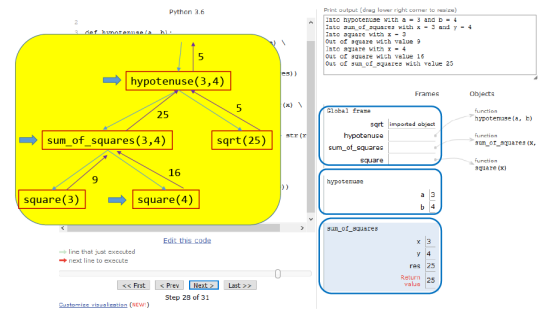 Python 3.6
2
def hypotenuse(a, b):
5
hypotenuse(3,4)
25
5
sum_of_squares(3,4)
sqrt(25)
9
16
square(3)
square(4)
Edit this code
line that just executed
next line to execute
<< First
< Prev
Next >
Last >>
Step 28 of 31
Customize visualization (NEW!)
Print output (drag lower right corner to resize)
Into hypotenuse with a = 3 and b = 4
Into sum_of_squares with x = 3 and y = 4
Into square with x = 3
Out of square with value 9
Into square with x = 4
Out of square with value 16
Out of sum_of_squares with value 25
Frames
Objects
Global frame
sqrt imported object
hypotenuse
sum_of_squares
square
function
hypotenuse(a, b)
function
sum_of_squares(x,
function
square(x)
hypotenuse
a 3
b 4
sum_of_squares
x 3
y 4
res 25
Return
value 25